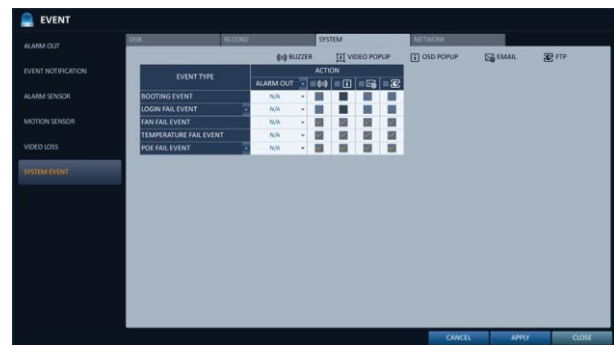 EVENT
ALARM OUT
EVENT NOTIFICATION
ALARM SENSOR
MOTION SENSOR
VIDEO LOSS
SYSTEM EVENT
DISK RECORD SYSTEM NETWORK
BUZZER VIDEO POPUP OSD POPUP EMAIL FTP
EVENT TYPE ACTION
ALARM OUT
BOOTING EVENT N/A
LOGIN FAIL EVENT N/A
FAN FAIL EVENT N/A
TEMPERATURE FAIL EVENT N/A
POE FAIL EVENT N/A
CANCEL APPLY CLOSE